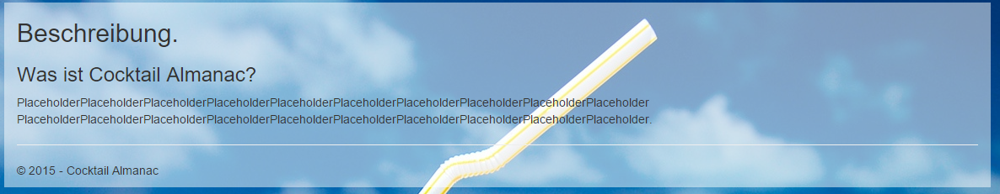 Beschreibung.
Was ist Cocktail Almanac?
PlaceholderPlaceholderPlaceholderPlaceholderPlaceholderPlaceholderPlaceholderPlaceholderPlaceholderPlaceholder
PlaceholderPlaceholderPlaceholderPlaceholderPlaceholderPlaceholderPlaceholderPlaceholderPlaceholderPlaceholder.
© 2015 - Cocktail Almanac